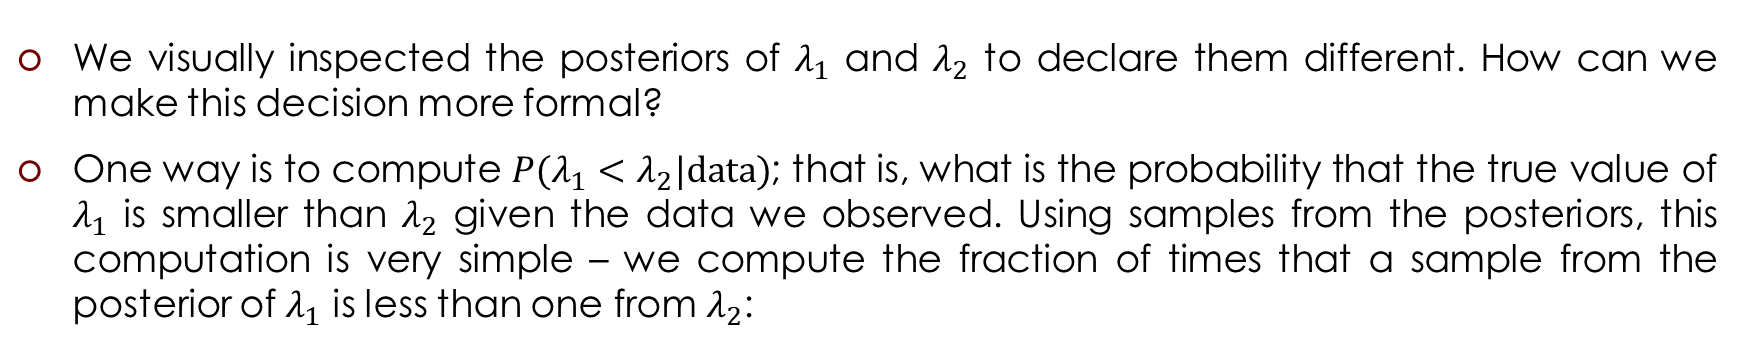 o We visually inspected the posteriors of λ₁ and λ₂ to declare them different. How can we
make this decision more formal?
o One way is to compute P(λ₁ < λ₂|data); that is, what is the probability that the true value of
λ₁ is smaller than λ₂ given the data we observed. Using samples from the posteriors, this
computation is very simple – we compute the fraction of times that a sample from the
posterior of λ₁ is less than one from λ₂: